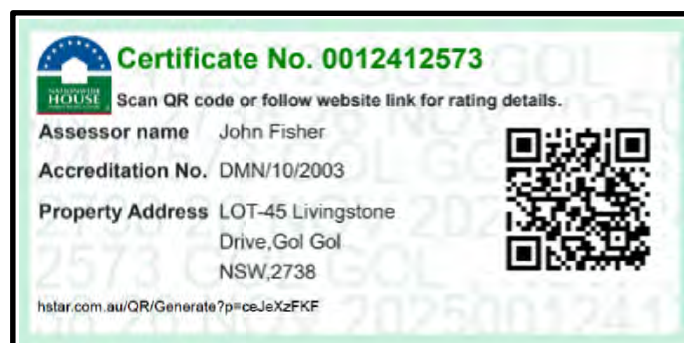 Certificate No. 0012412573
NATIONWIDE
HOUSE
Scan QR code or follow website link for rating details.
Assessor name John Fisher
Accreditation No. DMN/10/2003
Property Address LOT-45 Livingstone
Drive,Gol Gol
NSW,2738
hstar.com.au/QR/Generate?p=ceJeXzFKF